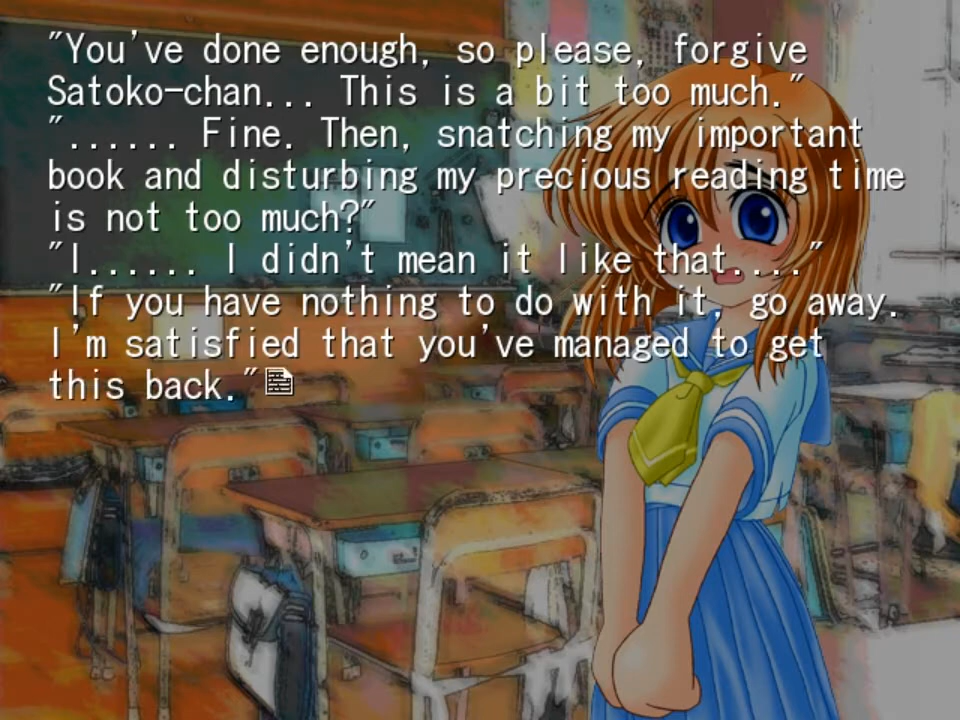 "You've done enough, so please, forgive
Satoko-chan... This is a bit too much."
"...... Fine. Then, snatching my important
book and disturbing my precious reading time
is not too much?"
"I...... I didn't mean it like that...."
"If you have nothing to do with it, go away.
I'm satisfied that you've managed to get
this back."